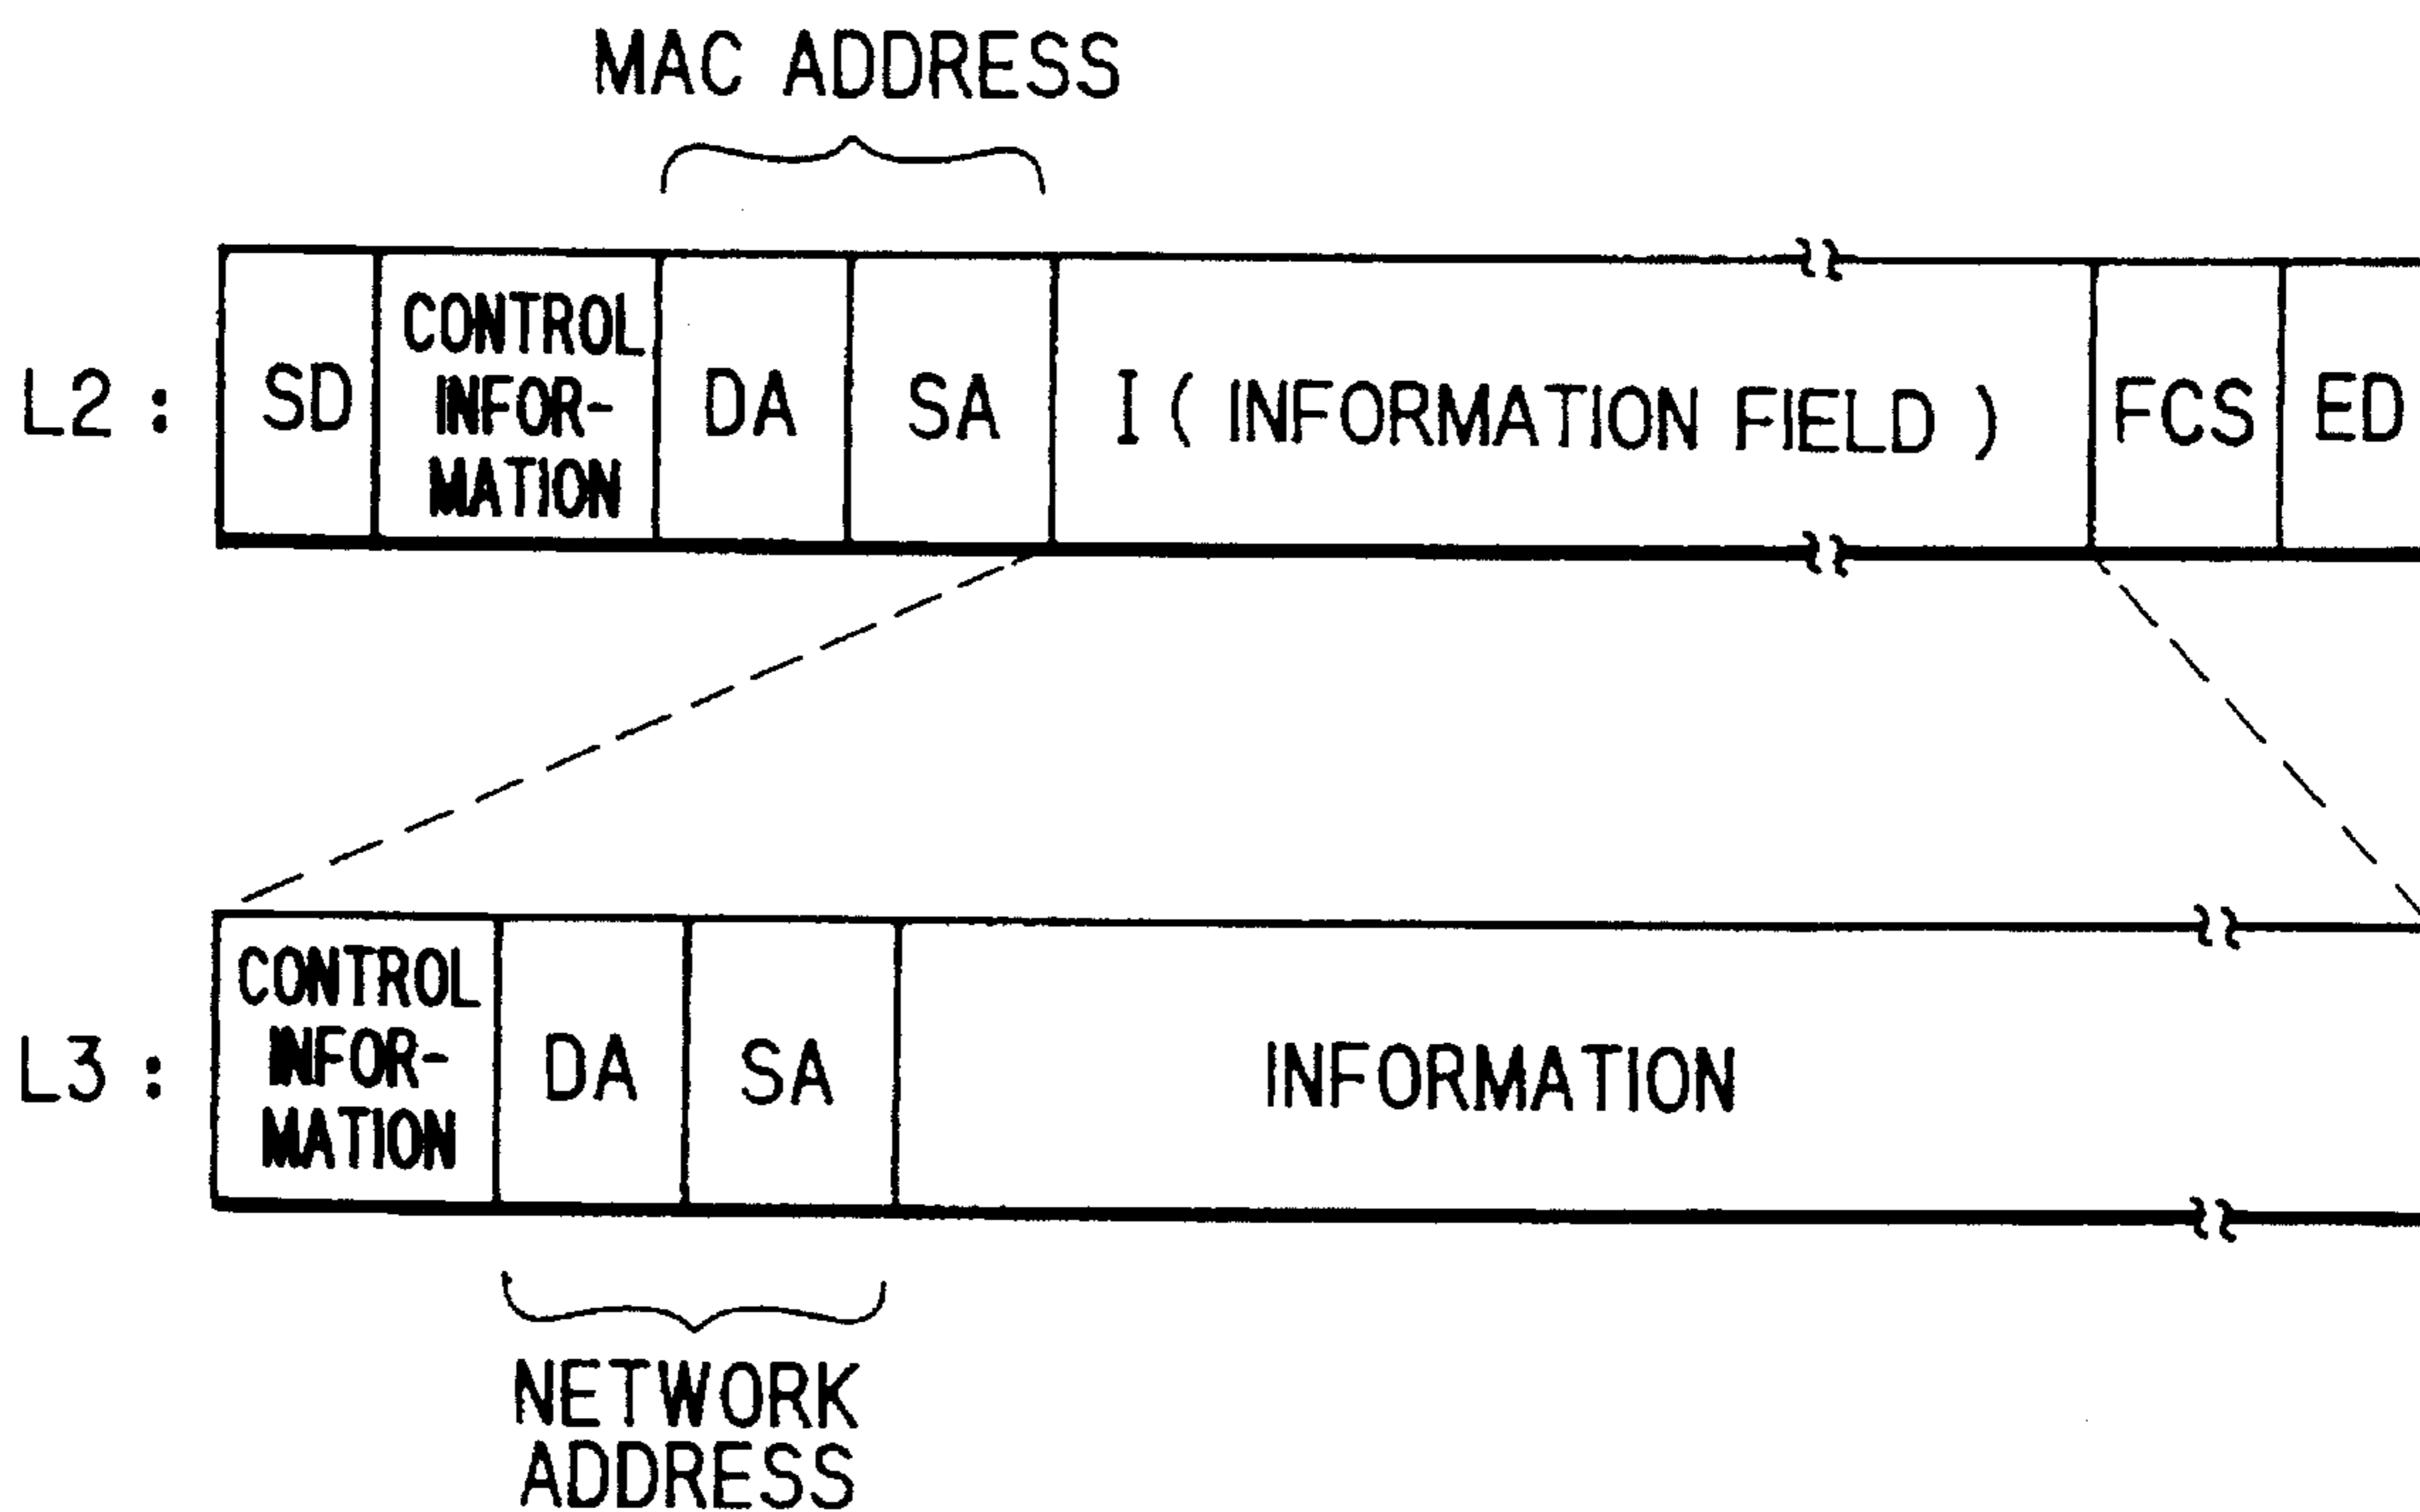 MAC ADDRESS
L2 : SD CONTROL INFOR- MATION DA SA I ( INFORMATION FIELD ) FCS ED
L3 : CONTROL INFOR- MATION DA SA INFORMATION
NETWORK
ADDRESS